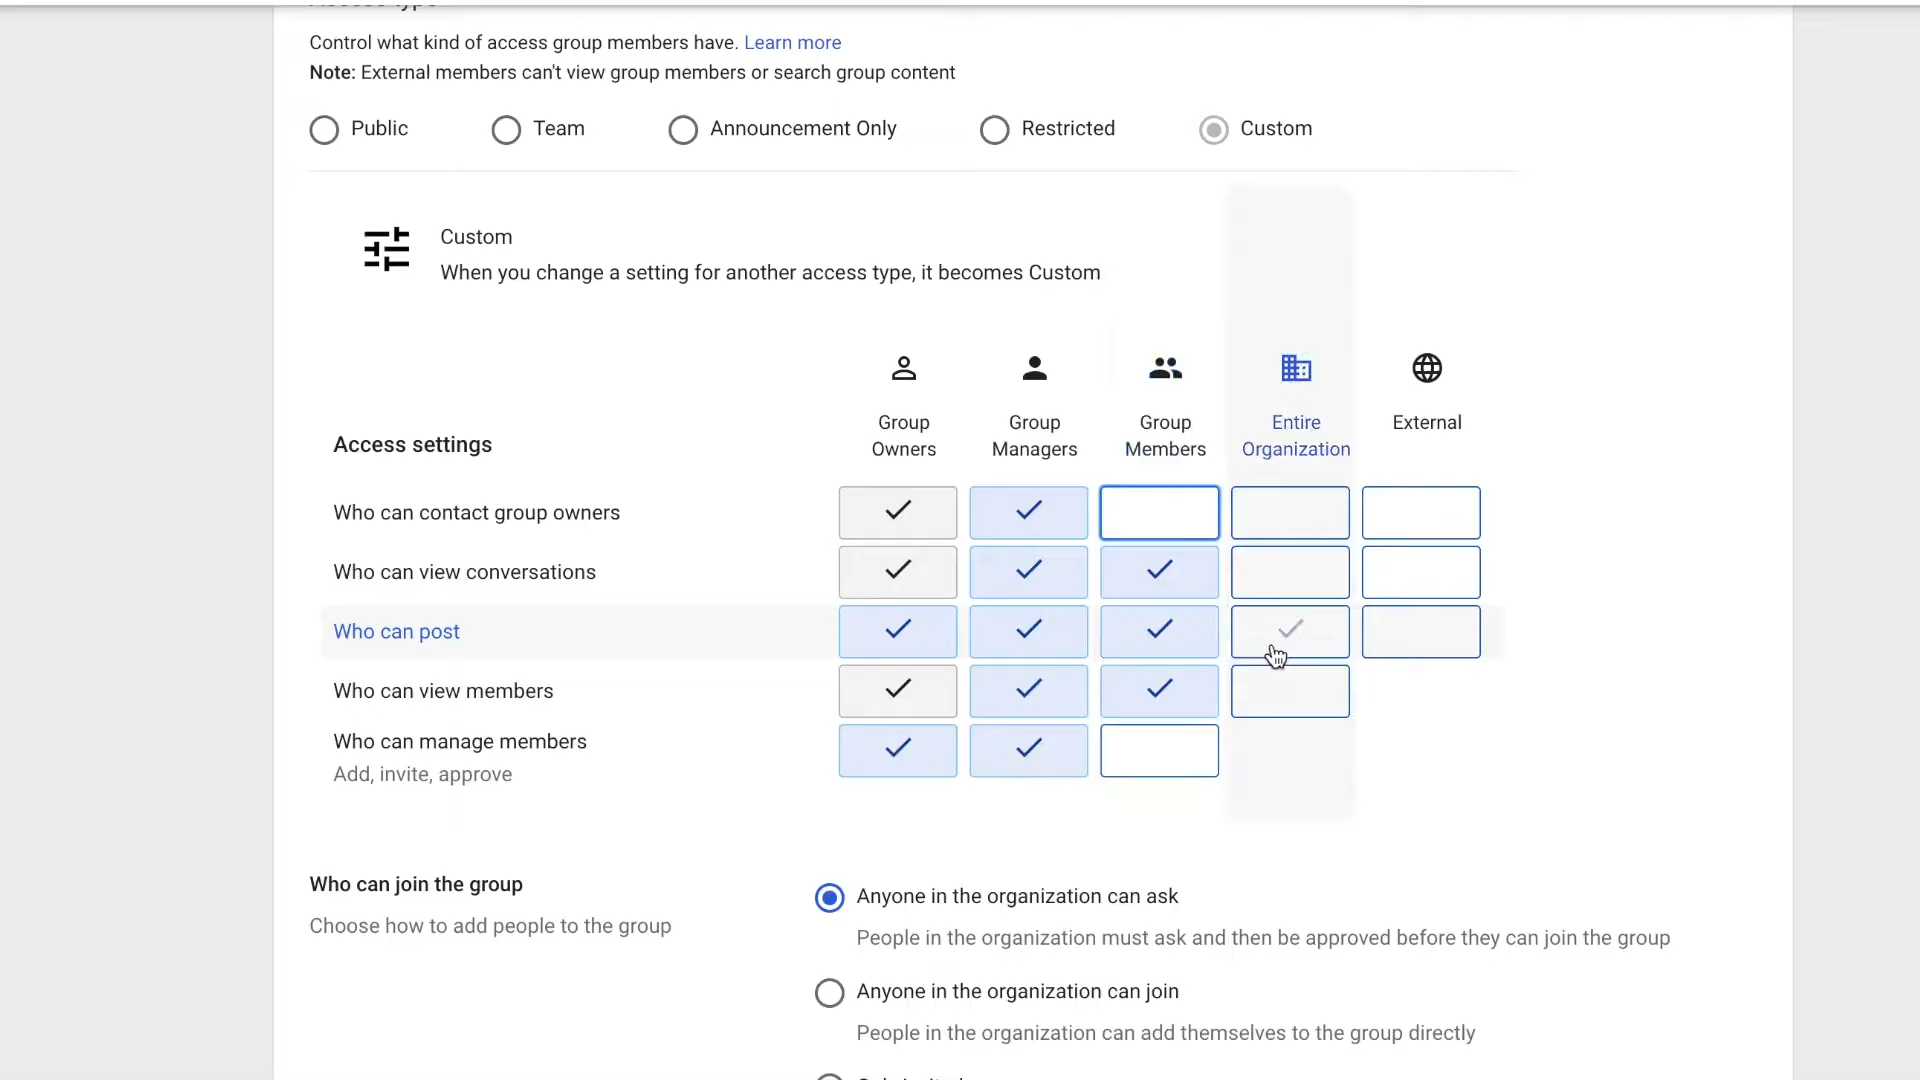 Access type
Control what kind of access group members have. Learn more
Note: External members can't view group members or search group content
Public
Team
Announcement Only
Restricted
Custom
Custom
When you change a setting for another access type, it becomes Custom
Access settings
Group
Owners
Group
Managers
Group
Members
Entire
Organization
External
Who can contact group owners
Who can view conversations
Who can post
Who can view members
Who can manage members
Add, invite, approve
Who can join the group
Choose how to add people to the group
Anyone in the organization can ask
People in the organization must ask and then be approved before they can join the group
Anyone in the organization can join
People in the organization can add themselves to the group directly